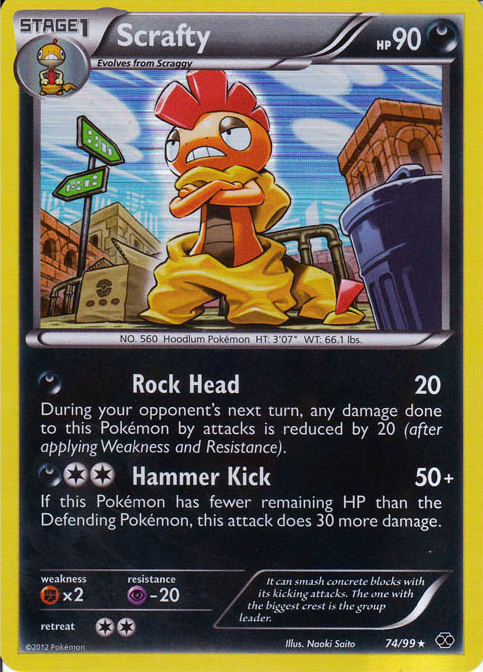 STAGE1
Scrafty
HP90
Evolves from Scraggy
NO. 560 Hoodlum Pokémon HT: 3'07" WT: 66.1 lbs.
Rock Head 20
During your opponent's next turn, any damage done
to this Pokémon by attacks is reduced by 20 (after
applying Weakness and Resistance).
Hammer Kick 50+
If this Pokémon has fewer remaining HP than the
Defending Pokémon, this attack does 30 more damage.
weakness resistance
×2 -20
retreat
It can smash concrete blocks with
its kicking attacks. The one with
the biggest crest is the group
leader.
©2012 Pokémon Illus. Naoki Saito 74/99★